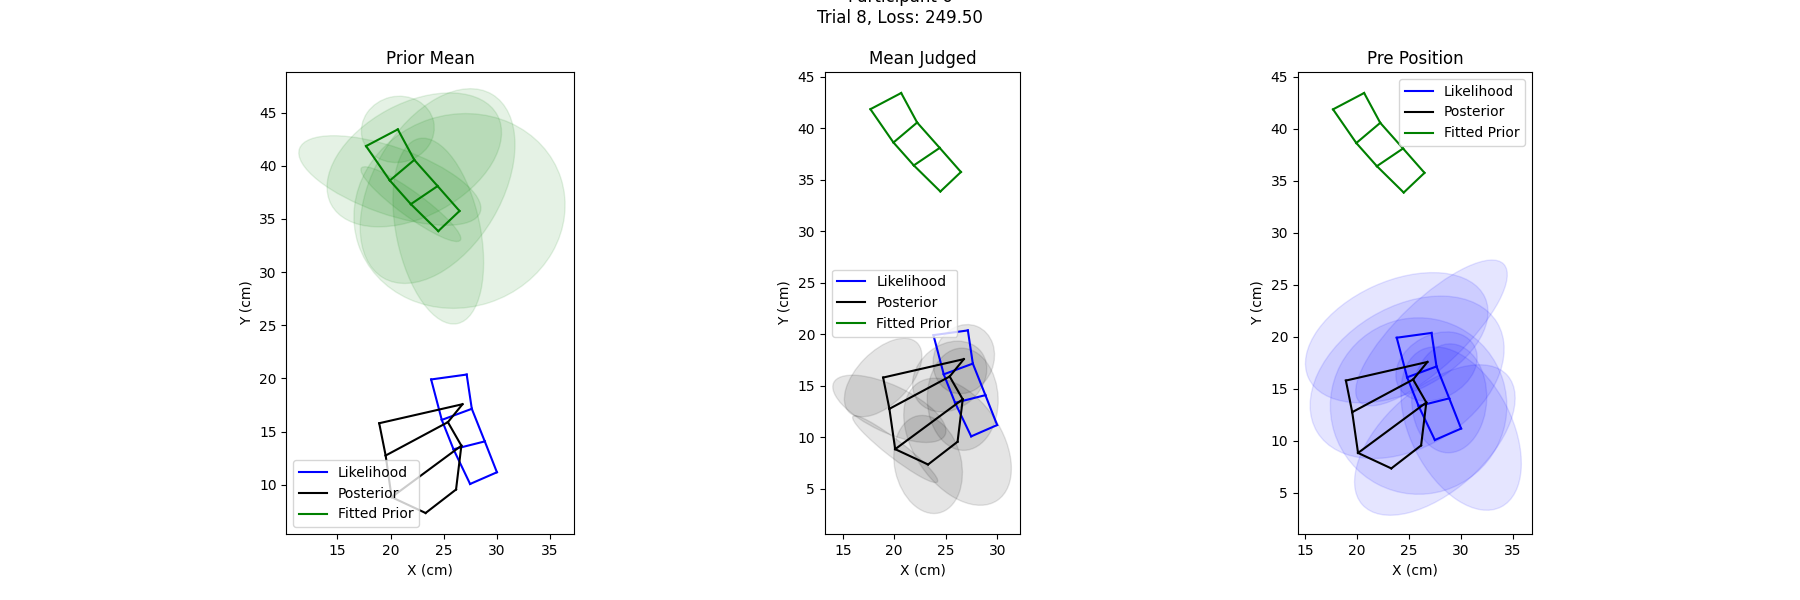 Trial 8, Loss: 249.50
Prior Mean
Y (cm)
45
40
35
30
25
20
15
10
Likelihood
Posterior
Fitted Prior
15 20 25 30 35
X (cm)
Mean Judged
Y (cm)
45
40
35
30
25
20
15
10
5
Likelihood
Posterior
Fitted Prior
15 20 25 30
X (cm)
Pre Position
Y (cm)
45
40
35
30
25
20
15
10
5
Likelihood
Posterior
Fitted Prior
15 20 25 30 35
X (cm)